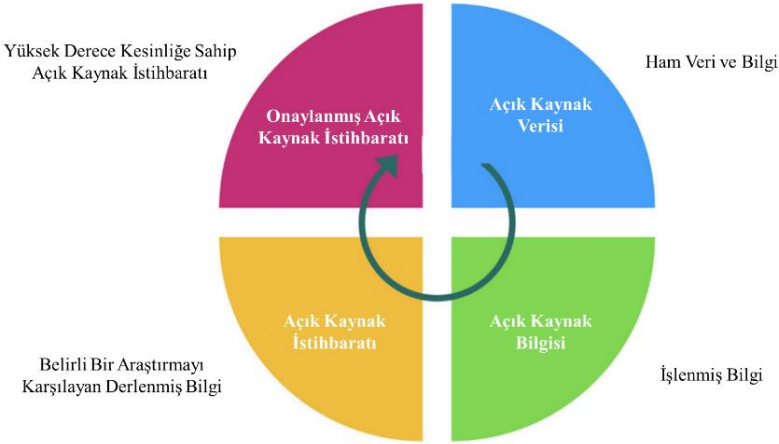 Yüksek Derece Kesinliğe Sahip
Açık Kaynak İstihbaratı
Onaylanmış Açık
Kaynak İstihbaratı
Açık Kaynak
Verisi
Ham Veri ve Bilgi
Belirli Bir Araştırmayı
Karşılayan Derlenmiş Bilgi
Açık Kaynak
İstihbaratı
Açık Kaynak
Bilgisi
İşlenmiş Bilgi